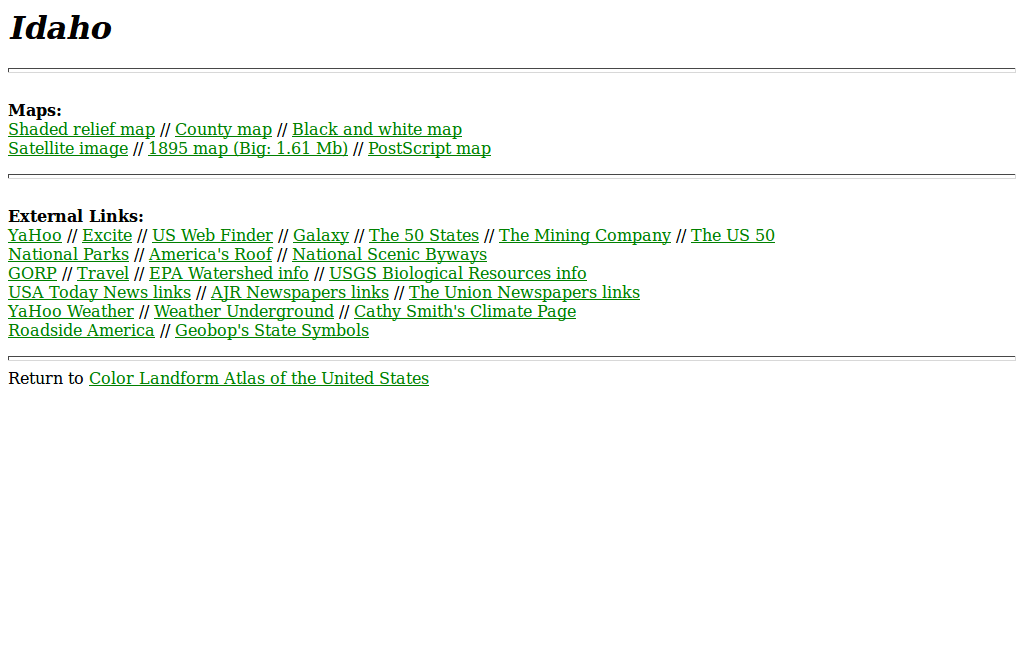 Idaho
Maps:
Shaded relief map // County map // Black and white map
Satellite image // 1895 map (Big: 1.61 Mb) // PostScript map
External Links:
YaHoo // Excite // US Web Finder // Galaxy // The 50 States // The Mining Company // The US 50
National Parks // America's Roof // National Scenic Byways
GORP // Travel // EPA Watershed info // USGS Biological Resources info
USA Today News links // AJR Newspapers links // The Union Newspapers links
YaHoo Weather // Weather Underground // Cathy Smith's Climate Page
Roadside America // Geobop's State Symbols
Return to Color Landform Atlas of the United States